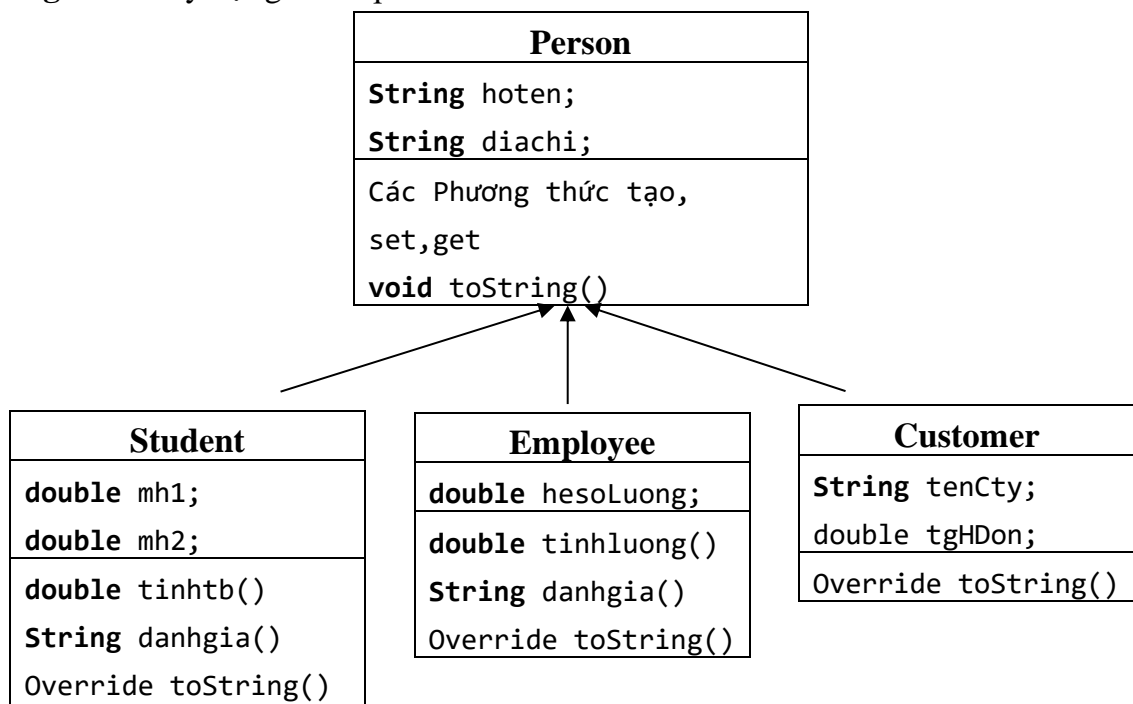 Person
String hoten;
String diachi;
Các Phương thức tạo,
set,get
void toString()
Student
double mh1;
double mh2;
double tinhtb()
String danhgia()
Override toString()
Employee
double hesoLuong;
double tinhluong()
String danhgia()
Override toString()
Customer
String tenCty;
double tgHDon;
Override toString()